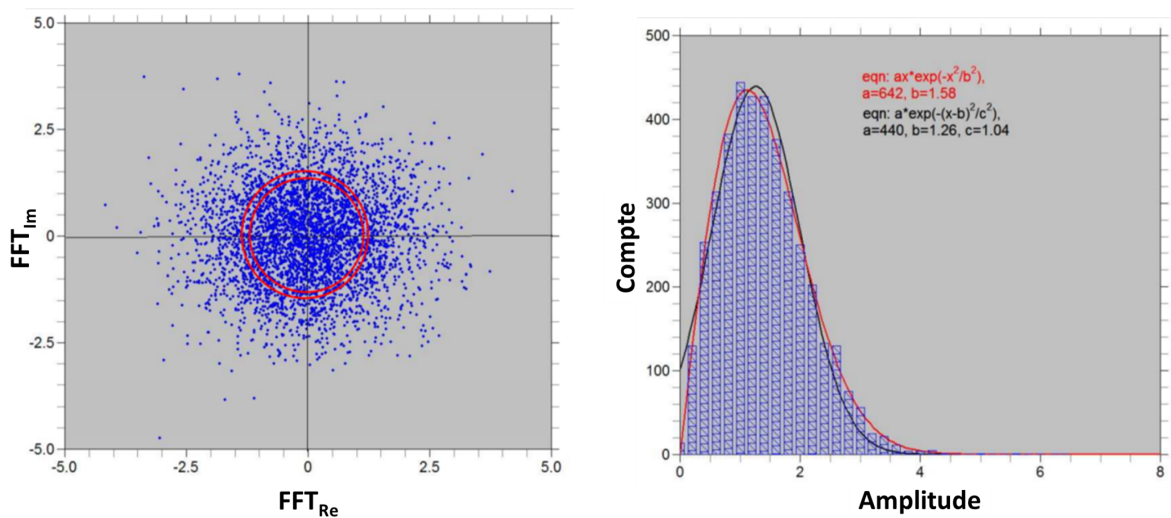 5.0
2.5
0
-2.5
-5.0
-5.0 -2.5 0 2.5 5.0
FFT_Im
FFT_Re
500
400
300
200
100
0
0 2 4 6 8
Compte
Amplitude
eqn: ax*exp(-x²/b²),
a=642, b=1.58
eqn: a*exp(-(x-b)²/c²),
a=440, b=1.26, c=1.04